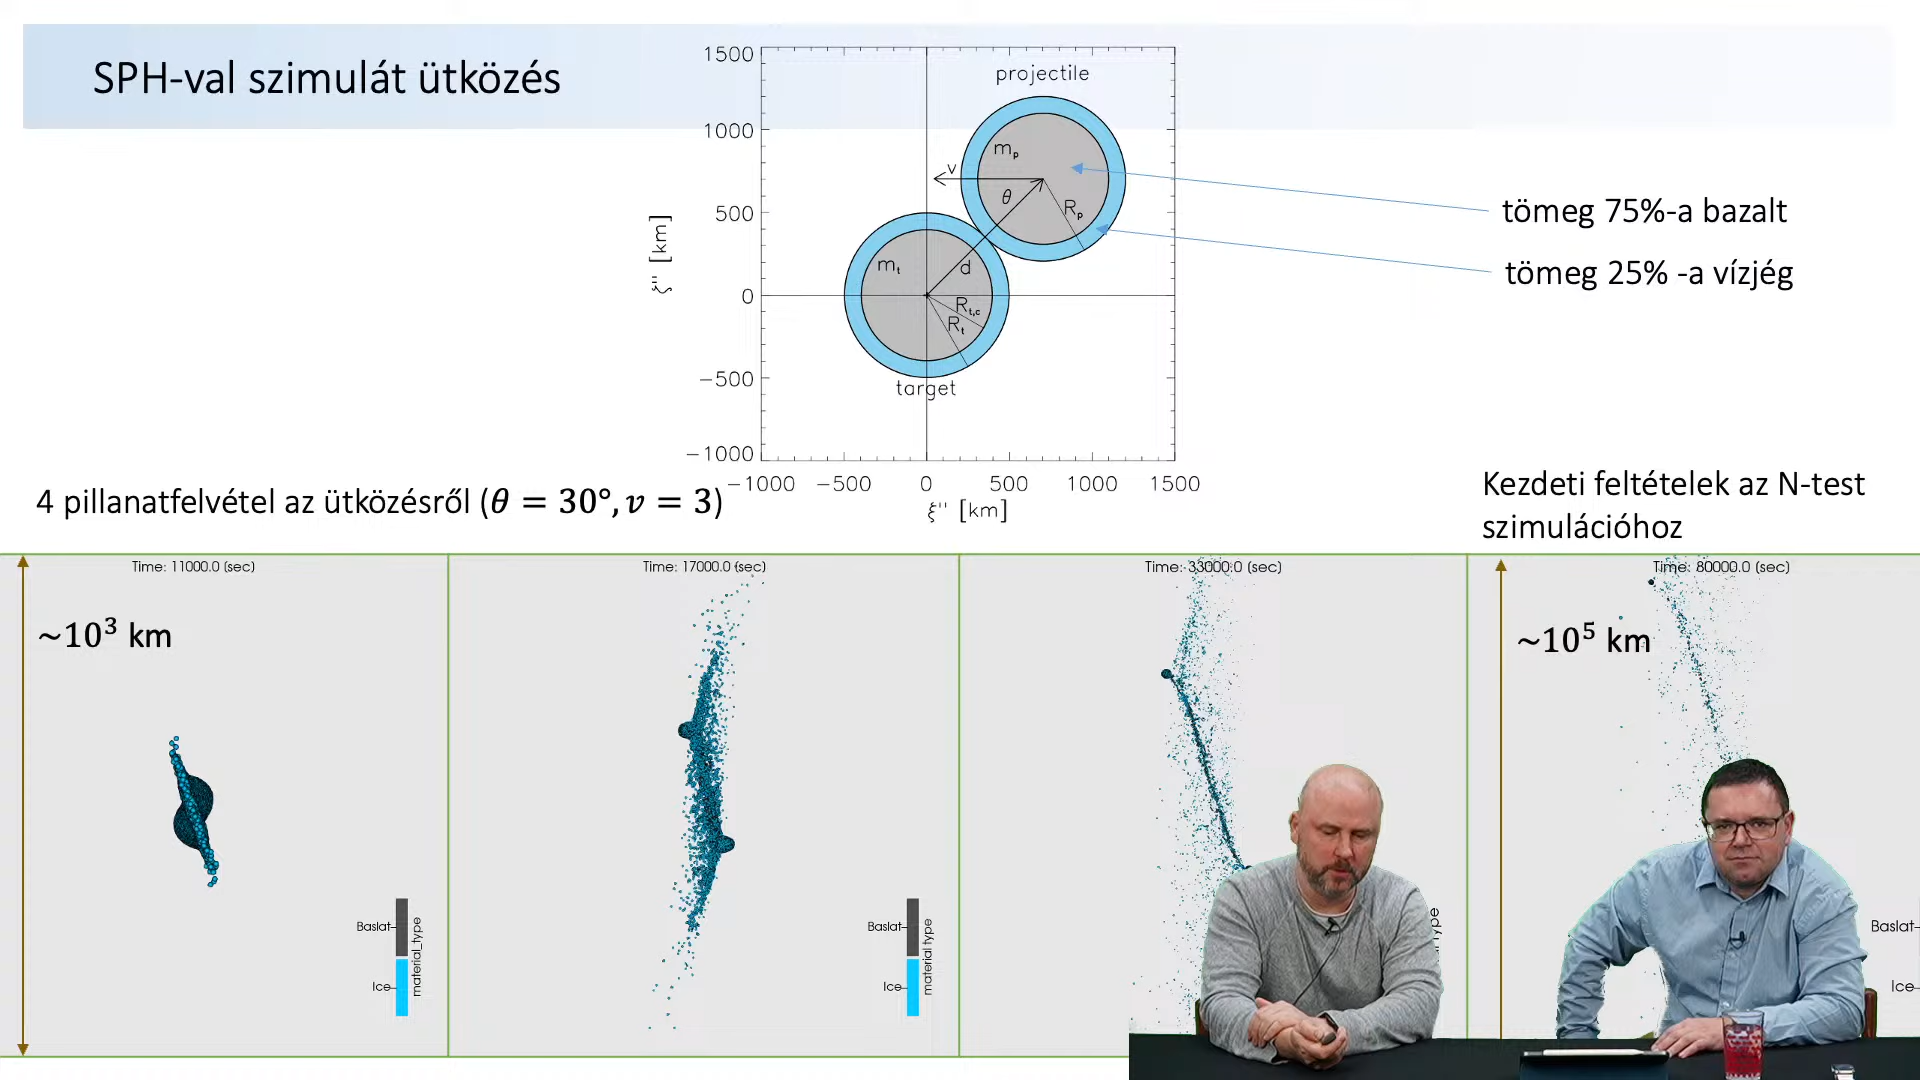 SPH-val szimulát ütközés
1500
1000
500
0
−500
−1000
ζ'' [km]
projectile
m_p
v
θ
R_p
m_t
d
R_t,c
R_t
target
−1000 −500 0 500 1000 1500
ξ'' [km]
tömeg 75%-a bazalt
tömeg 25% -a vízjég
4 pillanatfelvétel az ütközésről (θ = 30°, v = 3)
Kezdeti feltételek az N-test
szimulációhoz
Time: 11000.0 (sec)
~10³ km
Baslat
Ice
material_type
Time: 17000.0 (sec)
Baslat
Ice
material type
Time: 33000.0 (sec)
Time: 80000.0 (sec)
~10⁵ km
Baslat
Ice